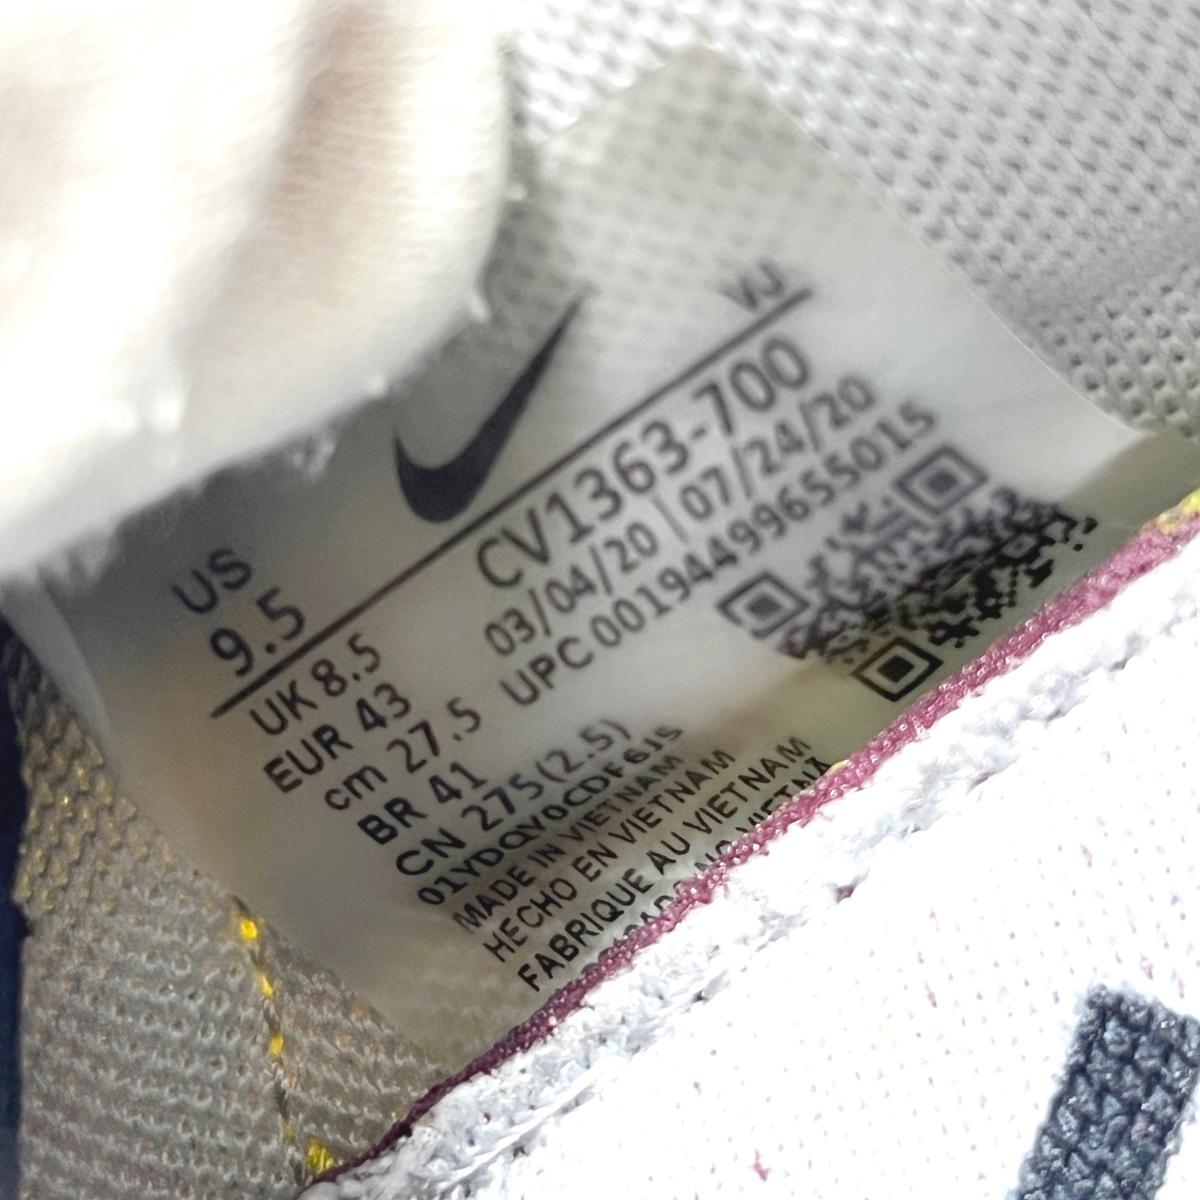 VJ
US
9.5
CV1363-700
03/04/20 | 07/24/20
UPC 00194499655015
UK 8.5
EUR 43
cm 27.5
BR 41
CN 275(2.5)
01YDQY0CDF6JS
MADE IN VIETNAM
HECHO EN VIETNAM
FABRIQUE AU VIETNAM